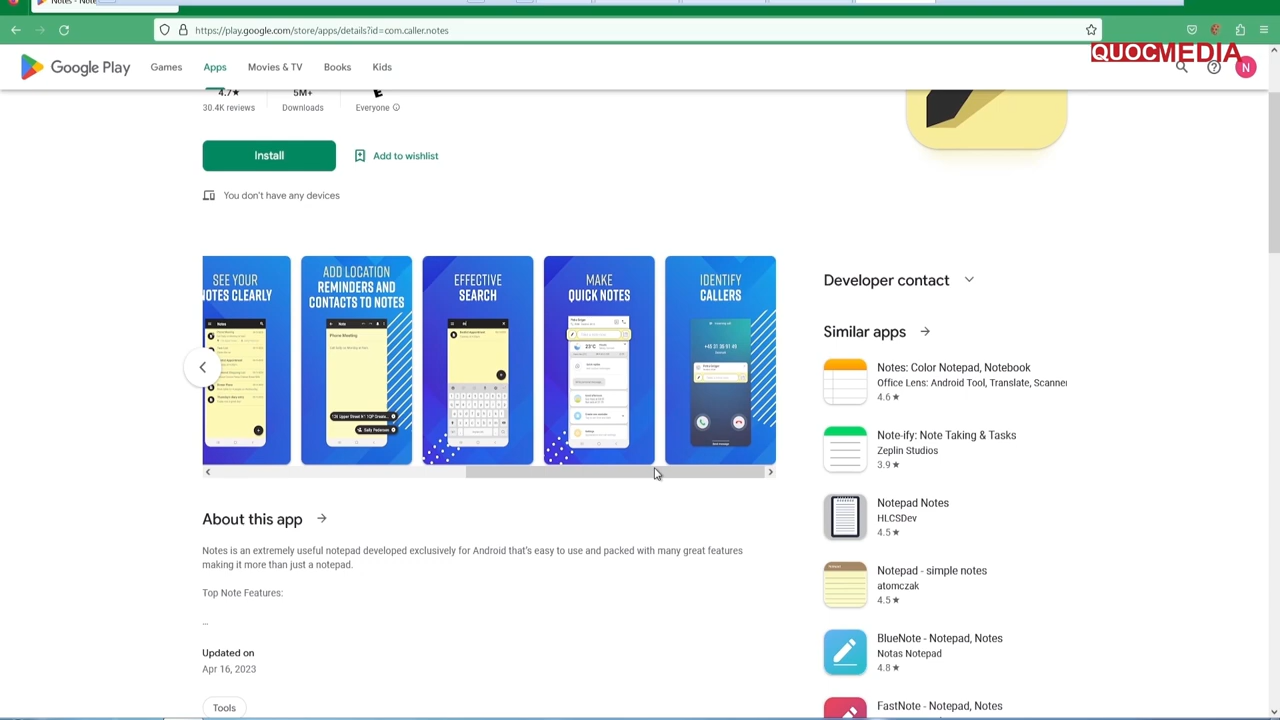 https://play.google.com/store/apps/details?id=com.caller.notes
QUOCMEDIA
Google Play
Games
Apps
Movies & TV
Books
Kids
N
4.7★
5M+
30.4K reviews
Downloads
Everyone
Install
Add to wishlist
You don't have any devices
SEE YOUR
NOTES CLEARLY
ADD LOCATION
REMINDERS AND
CONTACTS TO NOTES
EFFECTIVE
SEARCH
MAKE
QUICK NOTES
IDENTIFY
CALLERS
Developer contact
Similar apps
Notes: Color Notepad, Notebook
Office Lens: Android Tool, Translate, Scanner
4.6★
Note-ify: Note Taking & Tasks
Zeplin Studios
3.9★
Notepad Notes
HLCSDev
4.5★
Notepad - simple notes
atomczak
4.5★
BlueNote - Notepad, Notes
Notas Notepad
4.8★
FastNote - Notepad, Notes
About this app
Notes is an extremely useful notepad developed exclusively for Android that's easy to use and packed with many great features
making it more than just a notepad.
Top Note Features:
...
Updated on
Apr 16, 2023
Tools